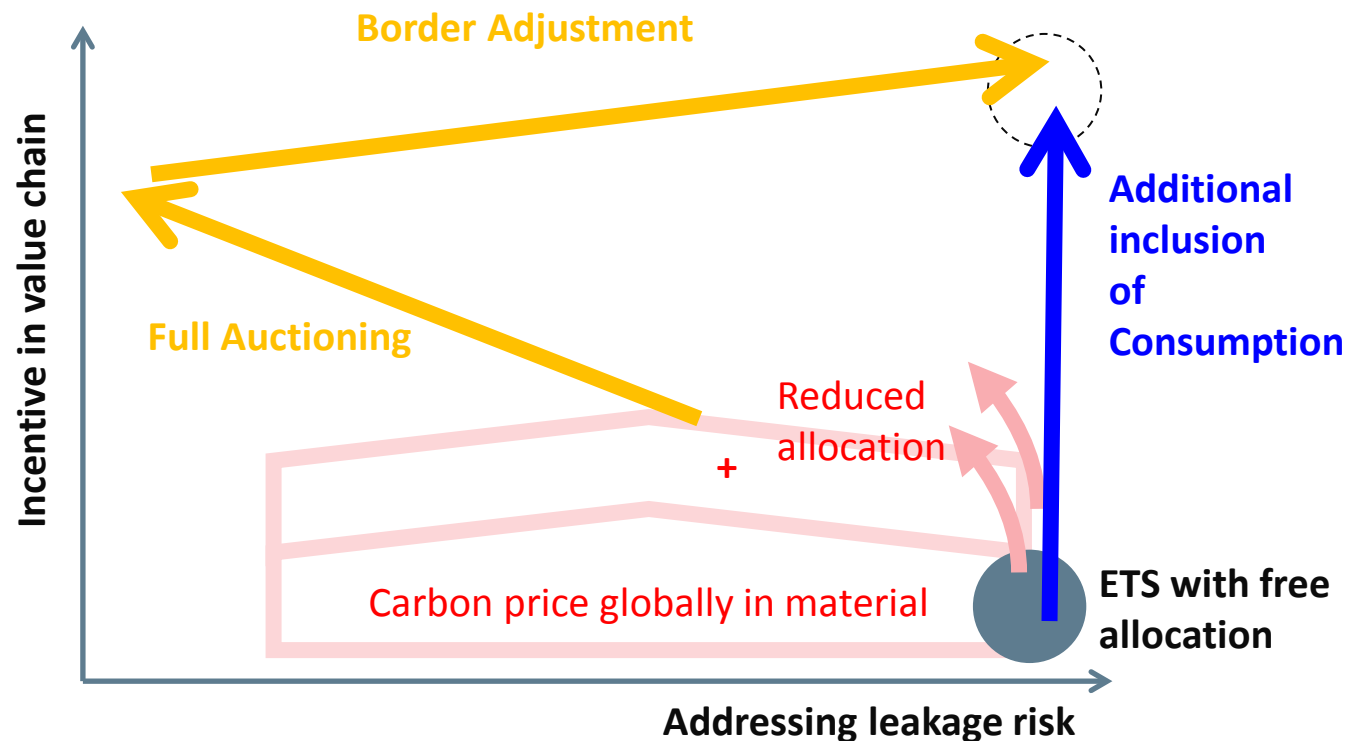 Border Adjustment
Incentive in value chain
Additional
inclusion
of
Consumption
Full Auctioning
Reduced
allocation
+
Carbon price globally in material
ETS with free
allocation
Addressing leakage risk